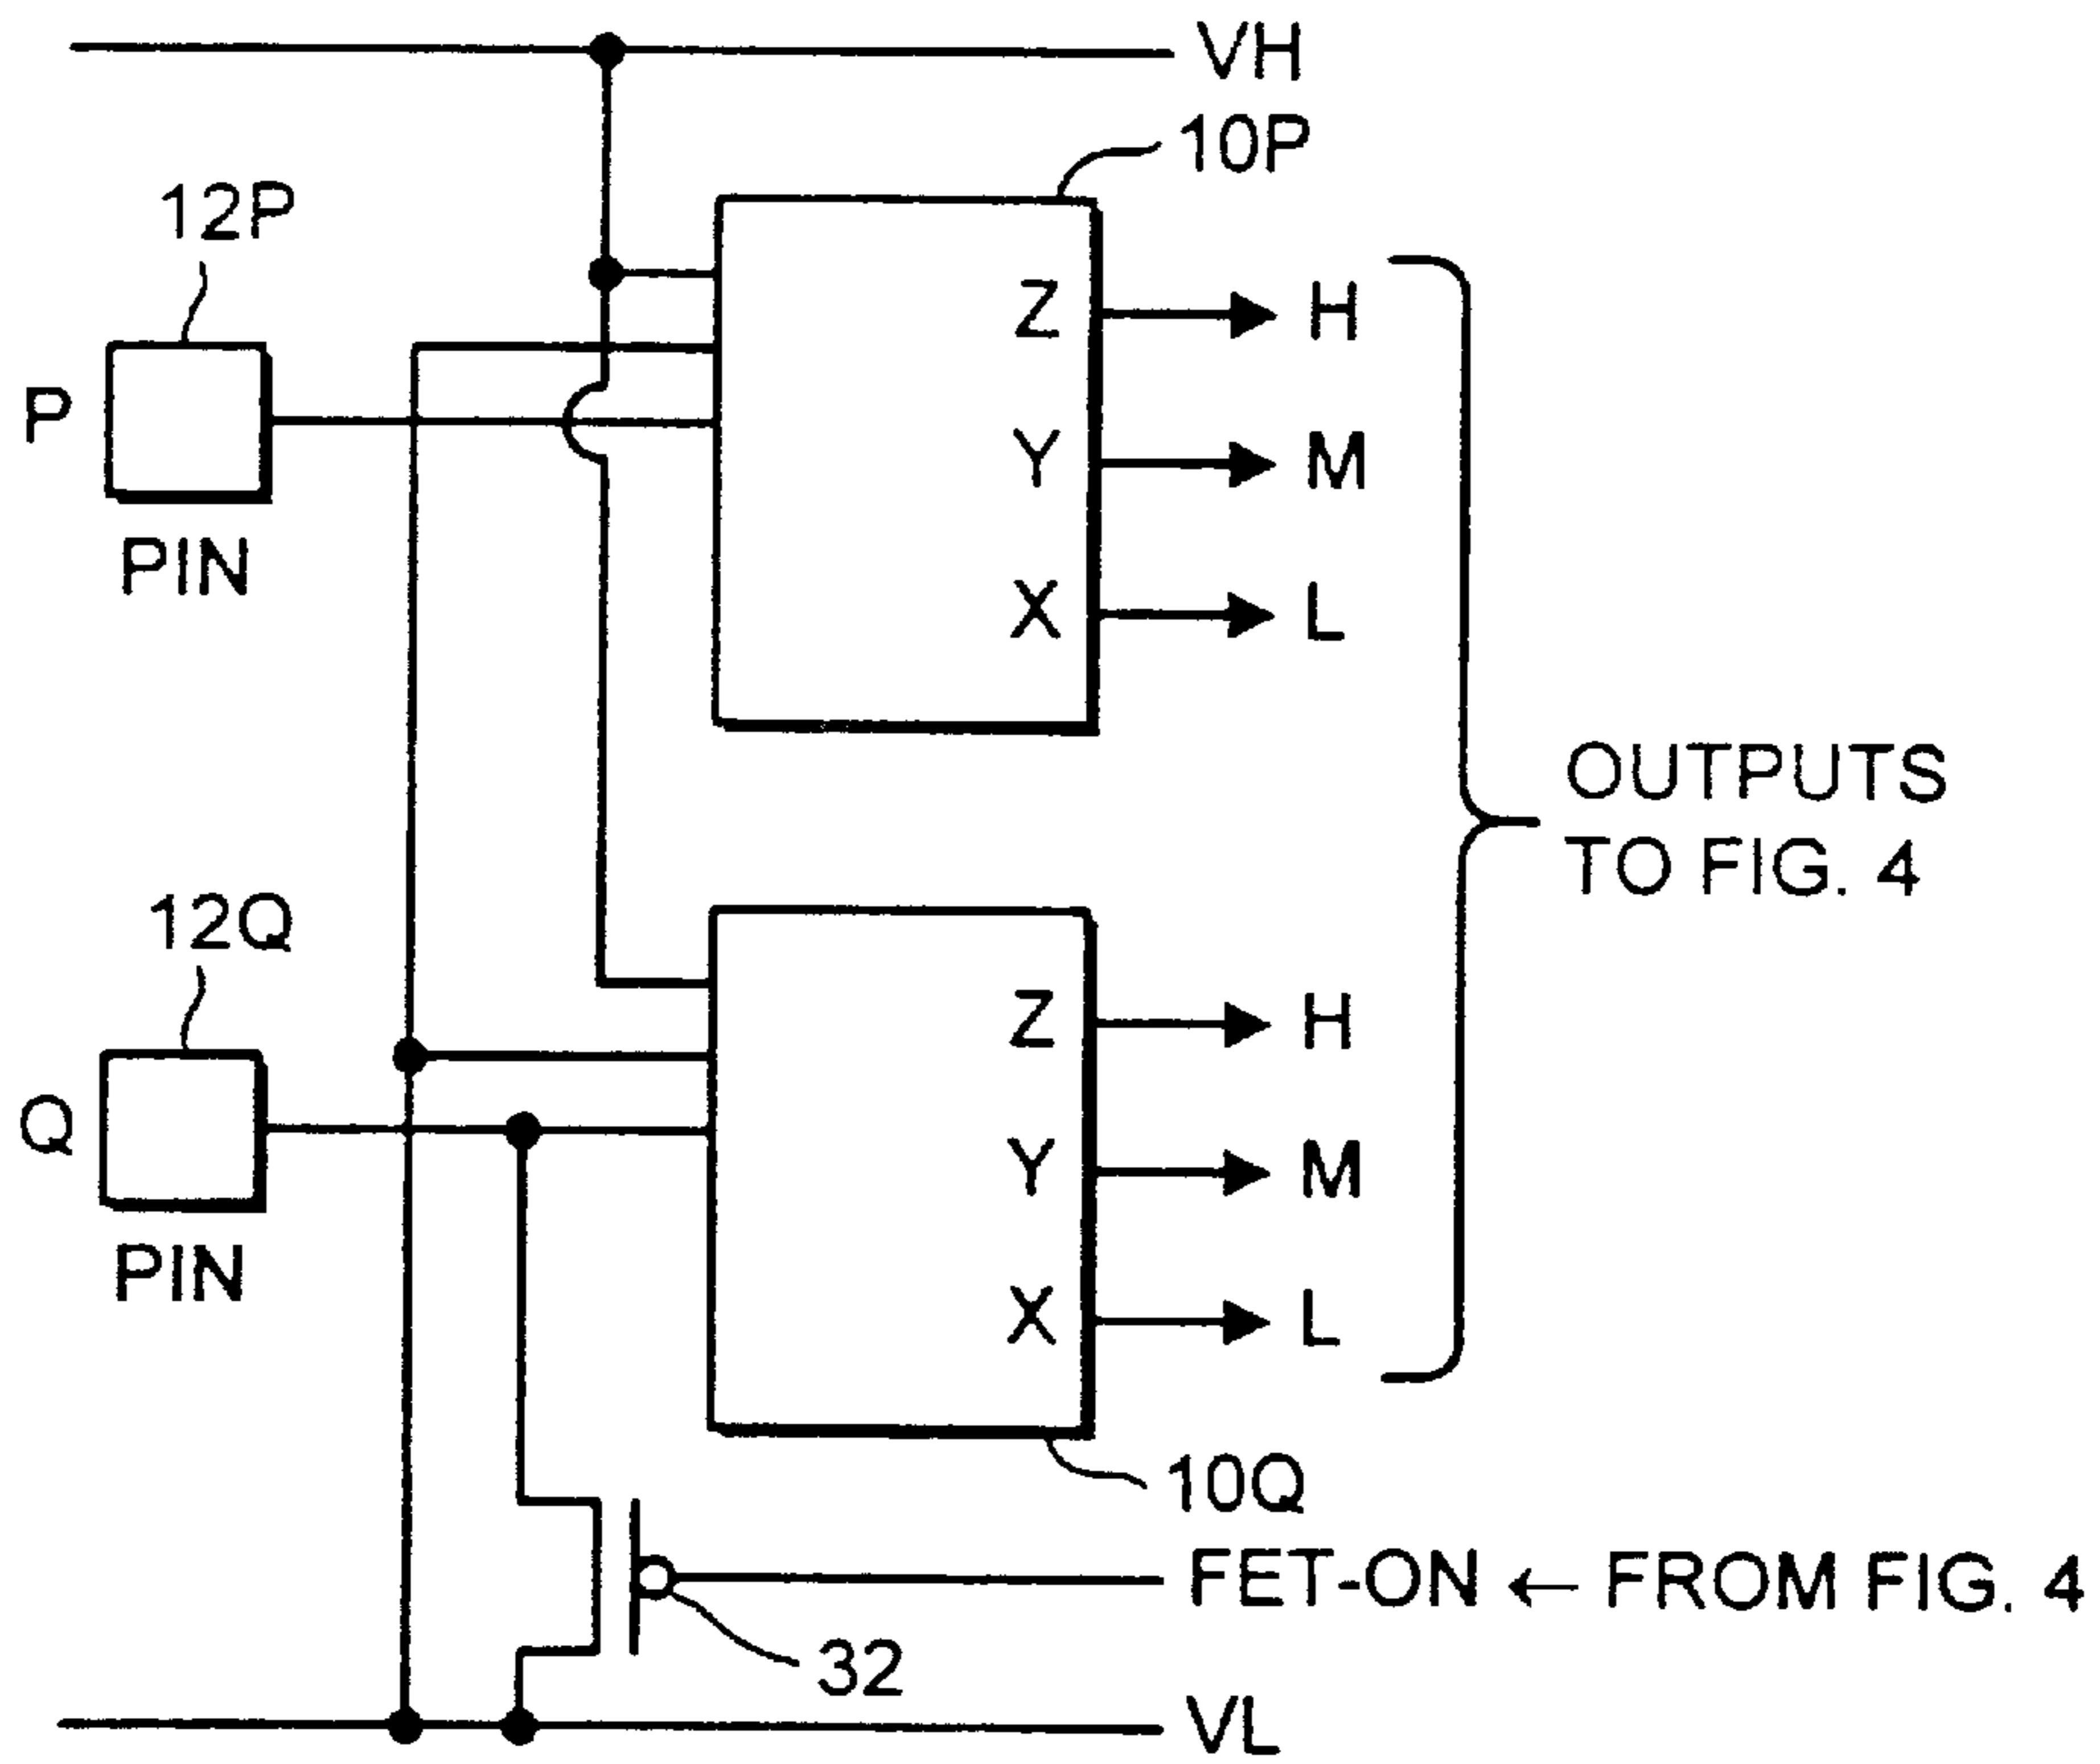 VH
10P
12P
Z H
P
Y M
PIN
X L
OUTPUTS
TO FIG. 4
12Q
Z H
Q
Y M
PIN
X L
10Q
FET-ON ← FROM FIG. 4
32
VL